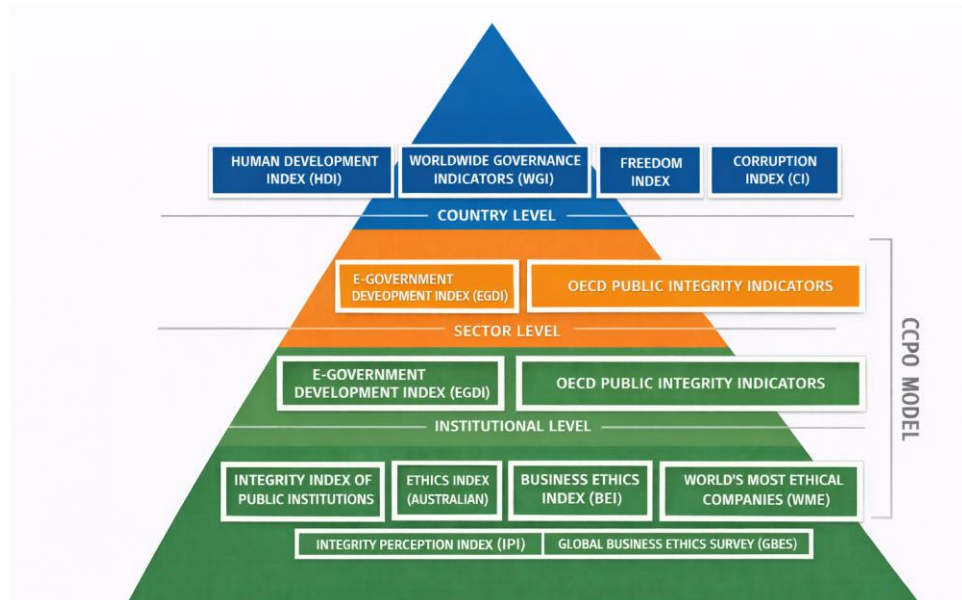 HUMAN DEVELOPMENT
INDEX (HDI)
WORLDWIDE GOVERNANCE
INDICATORS (WGI)
FREEDOM
INDEX
CORRUPTION
INDEX (CI)
COUNTRY LEVEL
E-GOVERNMENT
DEVEOPMENT INDEX (EGDI)
OECD PUBLIC INTEGRITY INDICATORS
SECTOR LEVEL
E-GOVERNMENT
DEVELOPMENT INDEX (EGDI)
OECD PUBLIC INTEGRITY INDICATORS
INSTITUTIONAL LEVEL
INTEGRITY INDEX OF
PUBLIC INSTITUTIONS
ETHICS INDEX
(AUSTRALIAN)
BUSINESS ETHICS
INDEX (BEI)
WORLD'S MOST ETHICAL
COMPANIES (WME)
INTEGRITY PERCEPTION INDEX (IPI)
GLOBAL BUSINESS ETHICS SURVEY (GBES)
CCPO MODEL